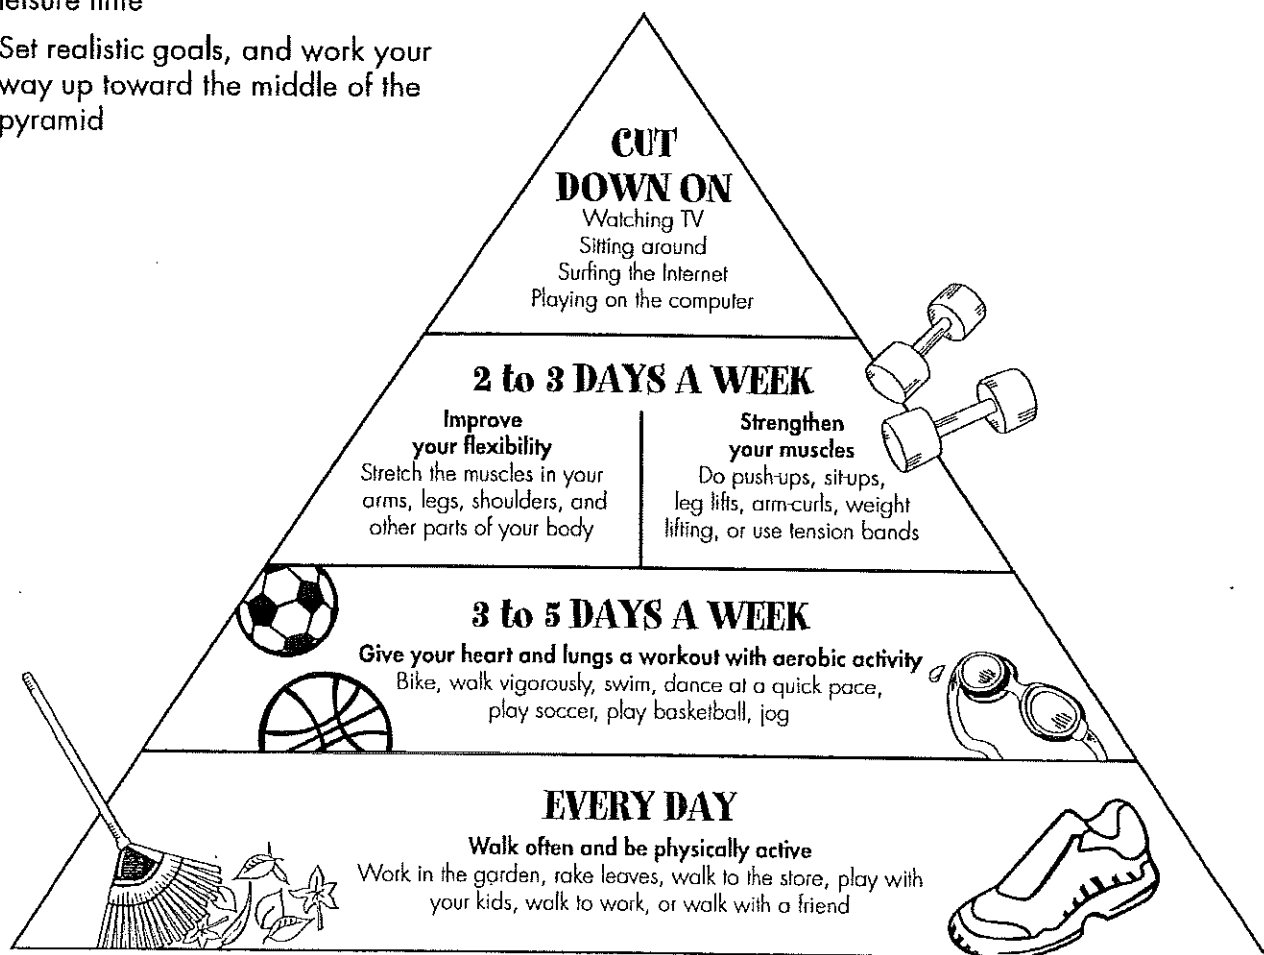 leisure time
Set realistic goals, and work your
way up toward the middle of the
pyramid
CUT
DOWN ON
Watching TV
Sitting around
Surfing the Internet
Playing on the computer
2 to 3 DAYS A WEEK
Improve
your flexibility
Stretch the muscles in your
arms, legs, shoulders, and
other parts of your body
Strengthen
your muscles
Do push-ups, sit-ups,
leg lifts, arm-curls, weight
lifting, or use tension bands
3 to 5 DAYS A WEEK
Give your heart and lungs a workout with aerobic activity
Bike, walk vigorously, swim, dance at a quick pace,
play soccer, play basketball, jog
EVERY DAY
Walk often and be physically active
Work in the garden, rake leaves, walk to the store, play with
your kids, walk to work, or walk with a friend